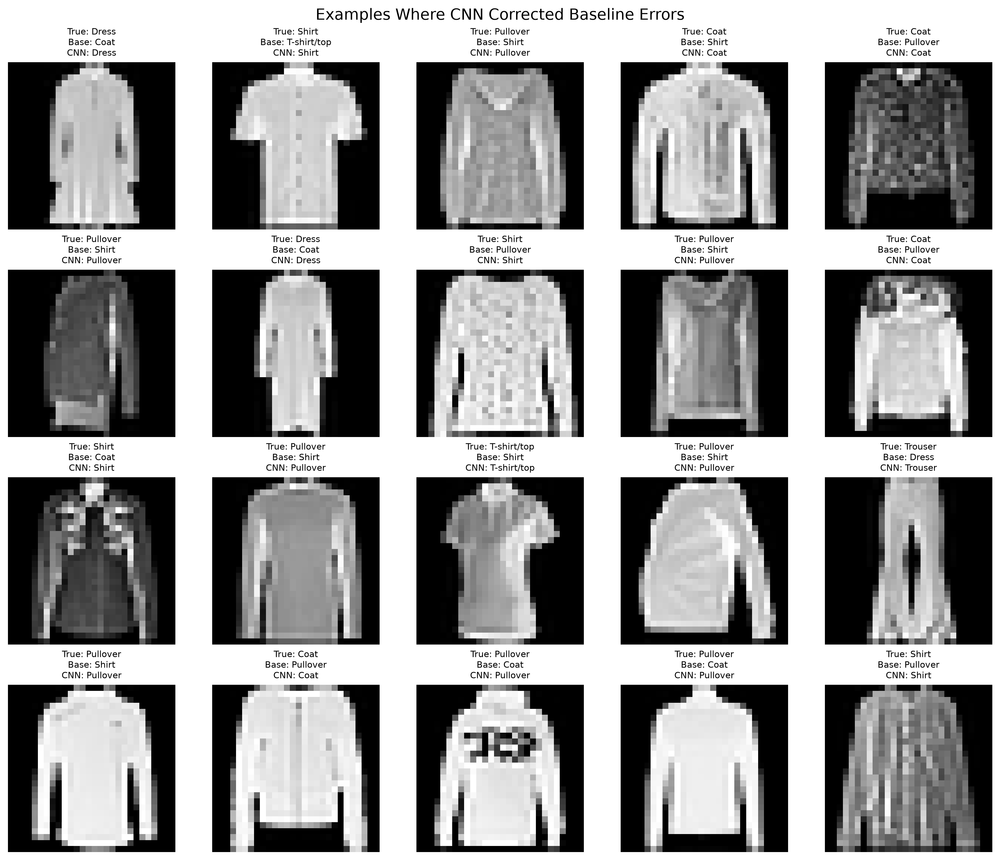 Examples Where CNN Corrected Baseline Errors
True: Dress
Base: Coat
CNN: Dress
True: Shirt
Base: T-shirt/top
CNN: Shirt
True: Pullover
Base: Shirt
CNN: Pullover
True: Coat
Base: Shirt
CNN: Coat
True: Coat
Base: Pullover
CNN: Coat
True: Pullover
Base: Shirt
CNN: Pullover
True: Dress
Base: Coat
CNN: Dress
True: Shirt
Base: Pullover
CNN: Shirt
True: Pullover
Base: Shirt
CNN: Pullover
True: Coat
Base: Pullover
CNN: Coat
True: Shirt
Base: Coat
CNN: Shirt
True: Pullover
Base: Shirt
CNN: Pullover
True: T-shirt/top
Base: Shirt
CNN: T-shirt/top
True: Pullover
Base: Shirt
CNN: Pullover
True: Trouser
Base: Dress
CNN: Trouser
True: Pullover
Base: Shirt
CNN: Pullover
True: Coat
Base: Pullover
CNN: Coat
True: Pullover
Base: Coat
CNN: Pullover
True: Pullover
Base: Coat
CNN: Pullover
True: Shirt
Base: Pullover
CNN: Shirt